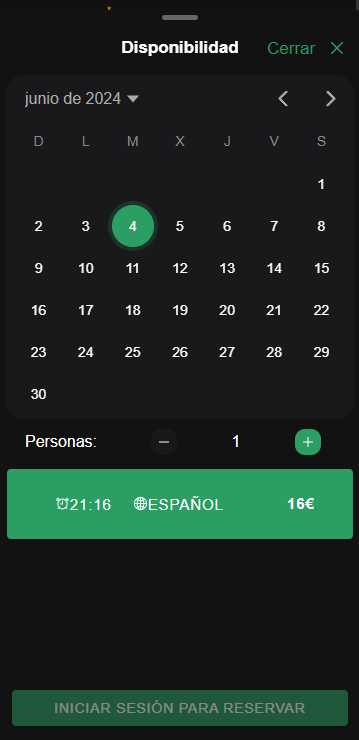 Disponibilidad Cerrar
junio de 2024
D L M X J V S
1
2 3 4 5 6 7 8
9 10 11 12 13 14 15
16 17 18 19 20 21 22
23 24 25 26 27 28 29
30
Personas: − 1 +
21:16 ESPAÑOL 16€
INICIAR SESIÓN PARA RESERVAR